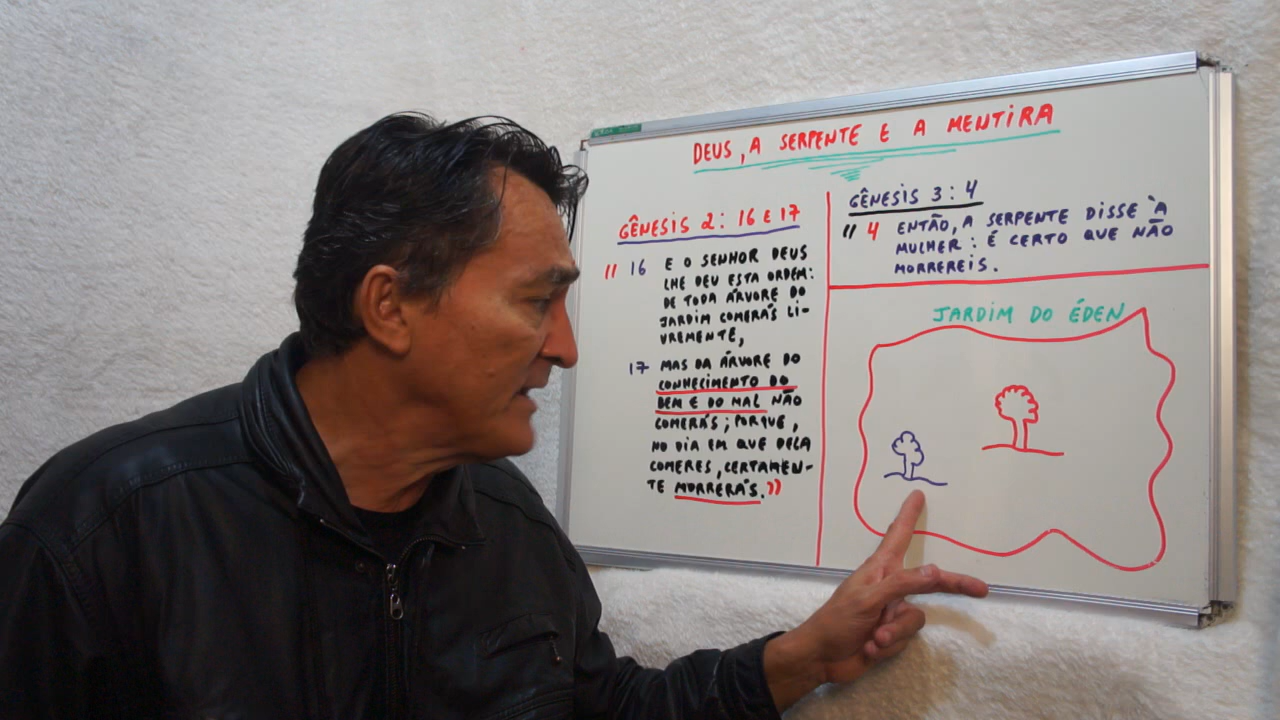 DEUS, A SERPENTE E A MENTIRA
GÊNESIS 2: 16 E 17
" 16 E O SENHOR DEUS
LHE DEU ESTA ORDEM:
DE TODA ÁRVORE DO
JARDIM COMERÁS LI-
VREMENTE,
17 MAS DA ÁRVORE DO
CONHECIMENTO DO
BEM E DO MAL NÃO
COMERÁS; PORQUE,
NO DIA EM QUE DELA
COMERES, CERTAMEN-
TE MORRERÁS."
GÊNESIS 3: 4
" 4 ENTÃO, A SERPENTE DISSE À
MULHER: É CERTO QUE NÃO
MORREREIS.
JARDIM DO ÉDEN